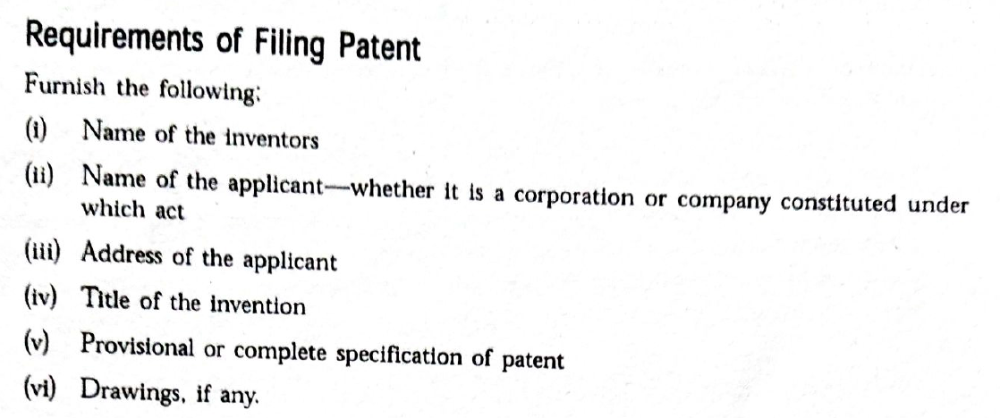 Requirements of Filing Patent
Furnish the following:
(i) Name of the inventors
(ii) Name of the applicant—whether it is a corporation or company constituted under
which act
(iii) Address of the applicant
(iv) Title of the invention
(v) Provisional or complete specification of patent
(vi) Drawings, if any.